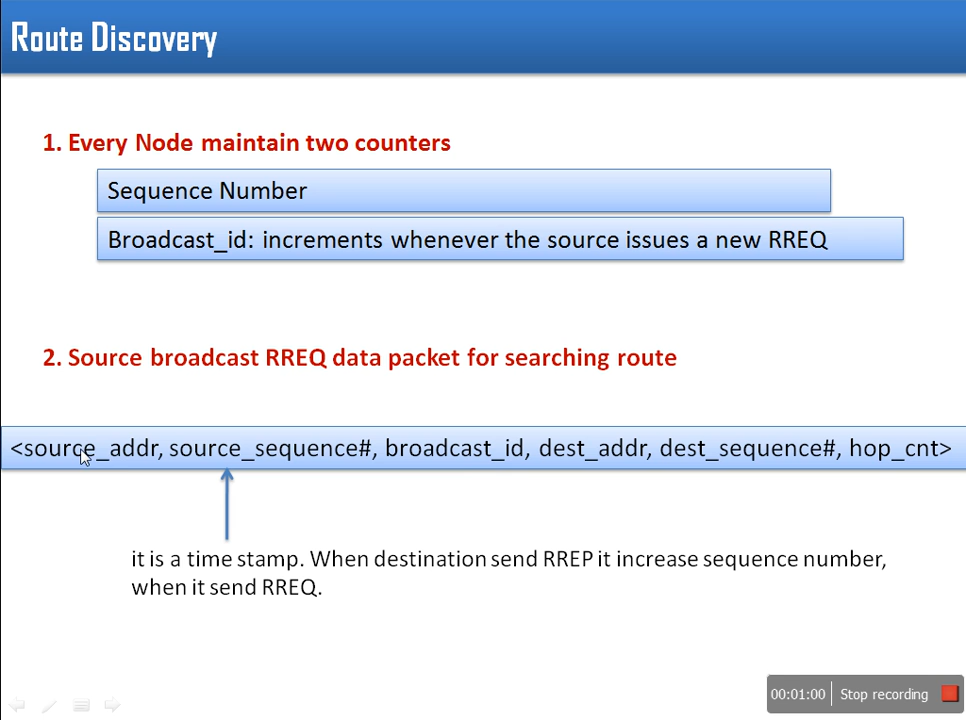 Route Discovery
1. Every Node maintain two counters
Sequence Number
Broadcast_id: increments whenever the source issues a new RREQ
2. Source broadcast RREQ data packet for searching route
<source_addr, source_sequence#, broadcast_id, dest_addr, dest_sequence#, hop_cnt>
it is a time stamp. When destination send RREP it increase sequence number,
when it send RREQ.
00:01:00 Stop recording